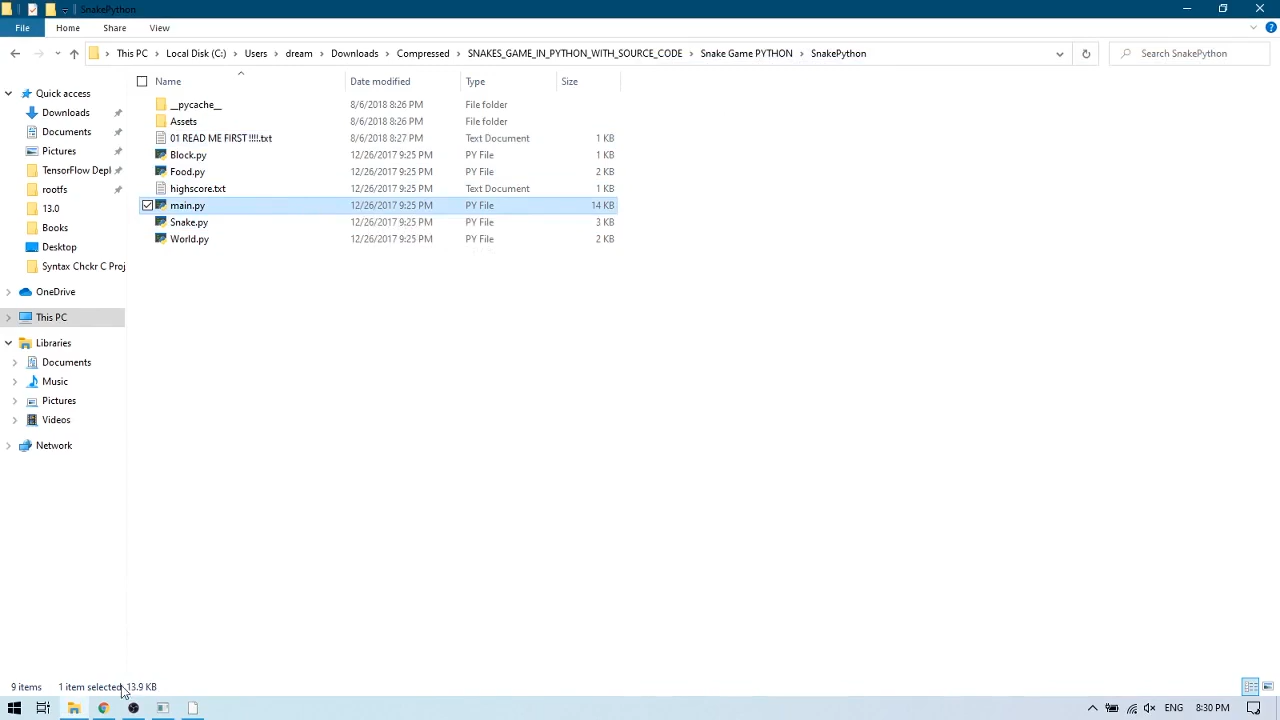 SnakePython
File Home Share View
This PC Local Disk (C:) Users dream Downloads Compressed SNAKES_GAME_IN_PYTHON_WITH_SOURCE_CODE Snake Game PYTHON SnakePython Search SnakePython
Name Date modified Type Size
Quick access
Downloads
Documents
Pictures
TensorFlow Depl
rootfs
13.0
Books
Desktop
Syntax Chckr C Proj
OneDrive
This PC
Libraries
Documents
Music
Pictures
Videos
Network
__pycache__ 8/6/2018 8:26 PM File folder
Assets 8/6/2018 8:26 PM File folder
01 READ ME FIRST !!!!.txt 8/6/2018 8:27 PM Text Document 1 KB
Block.py 12/26/2017 9:25 PM PY File 1 KB
Food.py 12/26/2017 9:25 PM PY File 2 KB
highscore.txt 12/26/2017 9:25 PM Text Document 1 KB
main.py 12/26/2017 9:25 PM PY File 14 KB
Snake.py 12/26/2017 9:25 PM PY File 3 KB
World.py 12/26/2017 9:25 PM PY File 2 KB
9 items 1 item selected 13.9 KB
ENG 8:30 PM